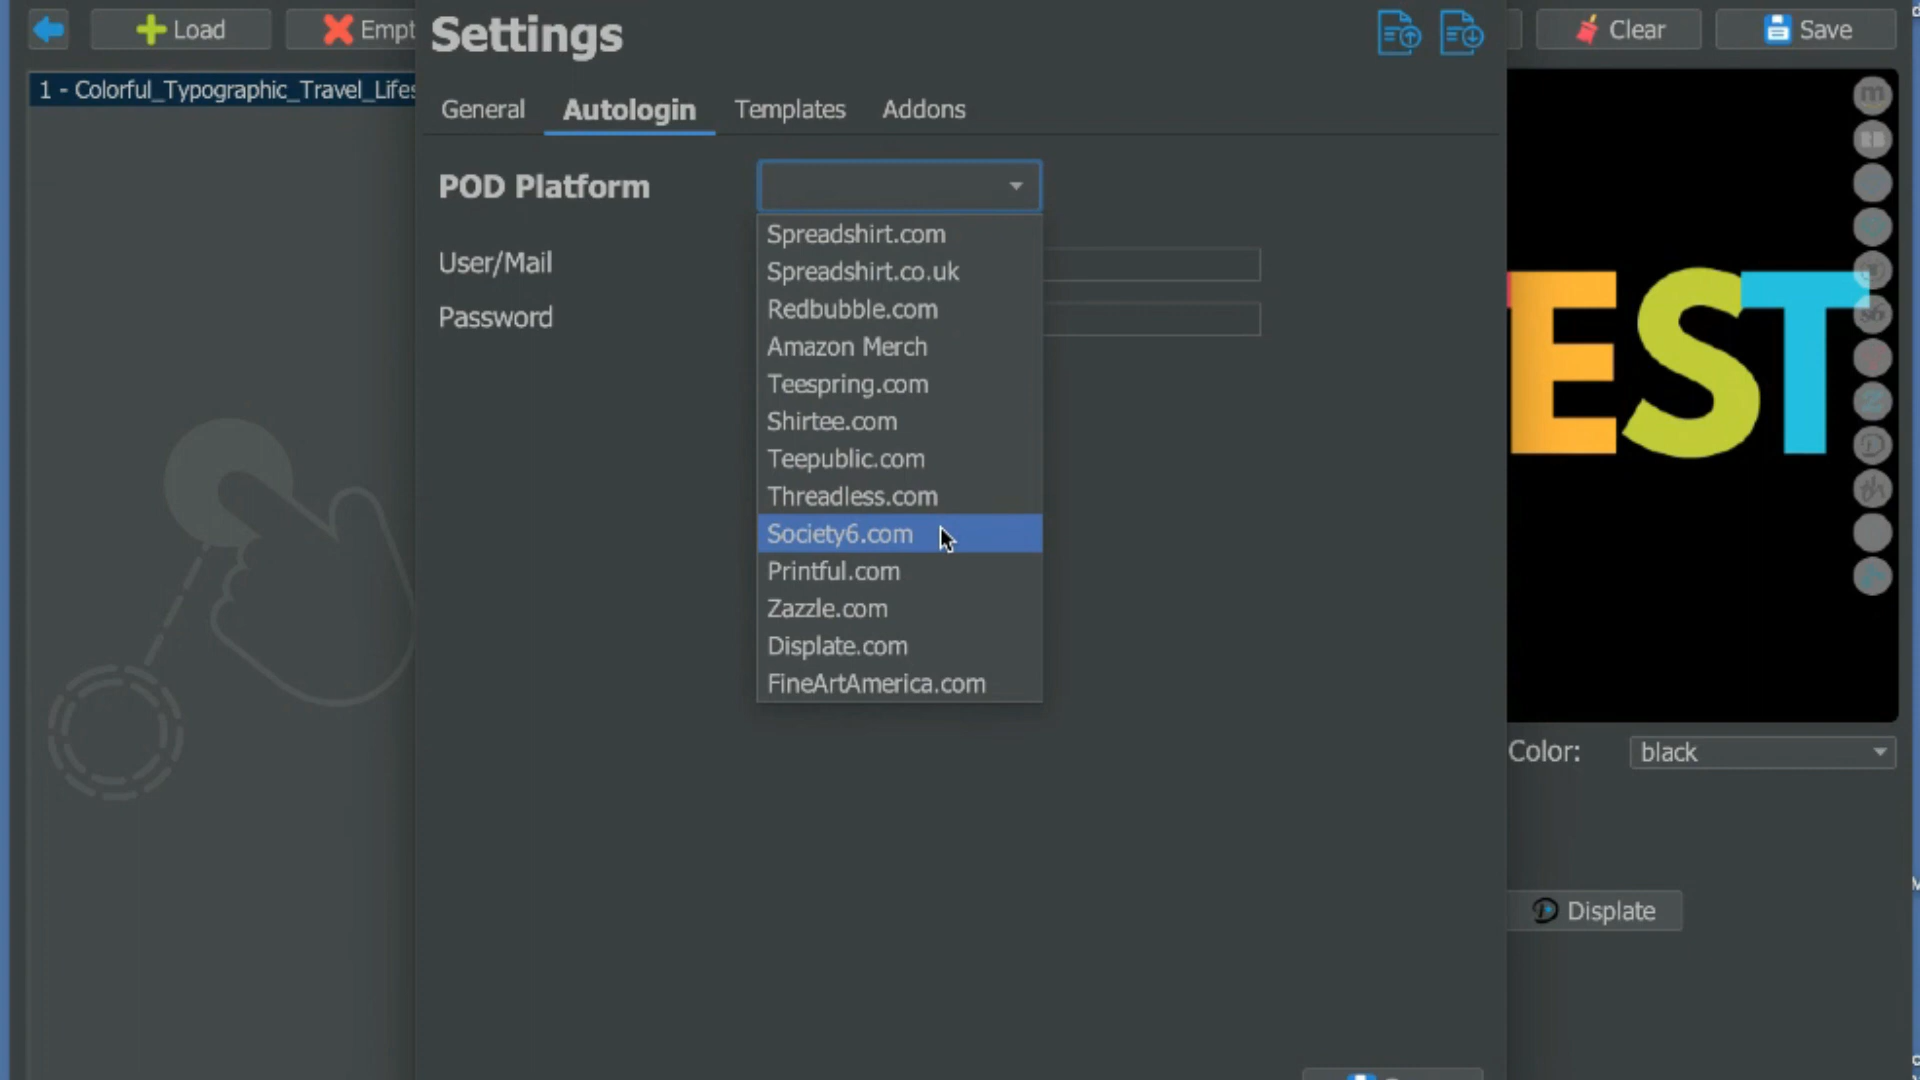 Load
Empt
Settings
Clear
Save
1 - Colorful_Typographic_Travel_Lifes
General
Autologin
Templates
Addons
POD Platform
Spreadshirt.com
User/Mail
Spreadshirt.co.uk
Redbubble.com
Password
Amazon Merch
Teespring.com
Shirtee.com
Teepublic.com
Threadless.com
Society6.com
Printful.com
Zazzle.com
Displate.com
FineArtAmerica.com
EST
m
s6
Color:
black
Displate